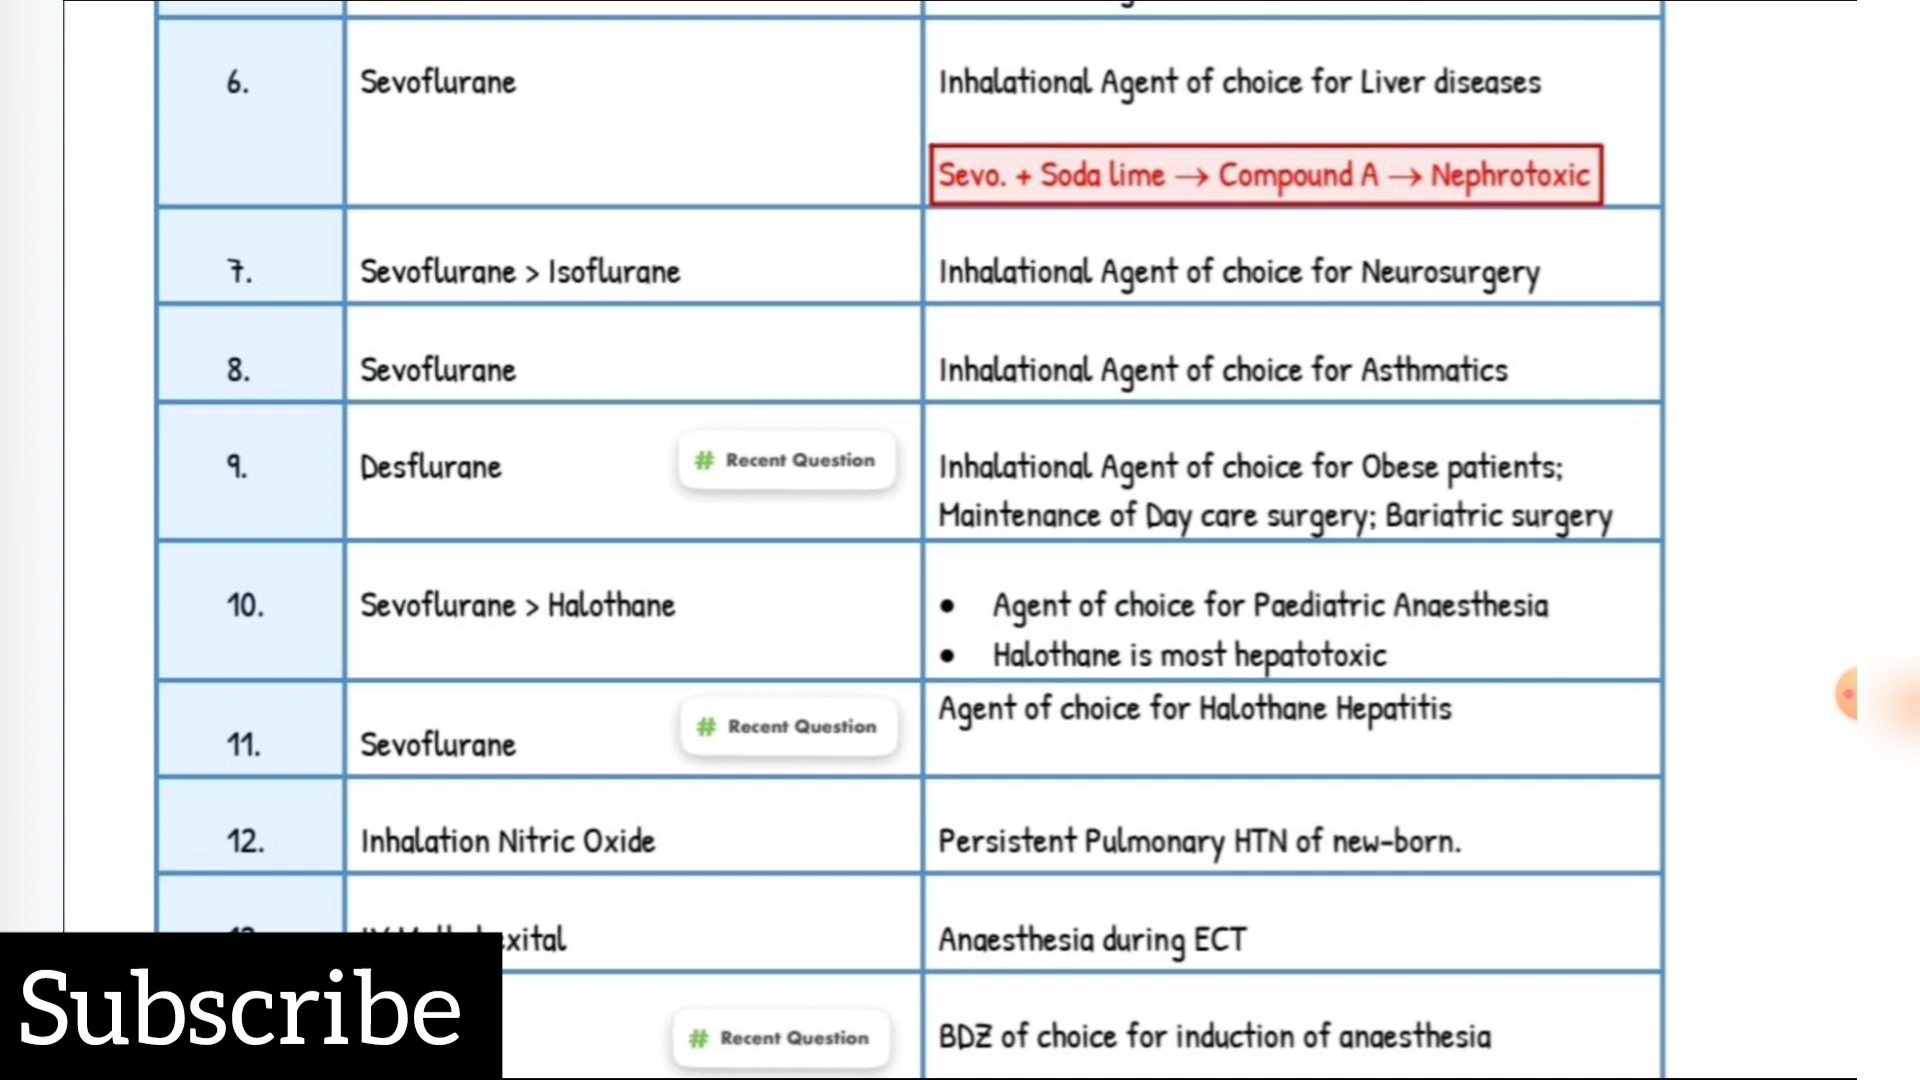 6.
Sevoflurane
Inhalational Agent of choice for Liver diseases
Sevo. + Soda lime → Compound A → Nephrotoxic
7.
Sevoflurane > Isoflurane
Inhalational Agent of choice for Neurosurgery
8.
Sevoflurane
Inhalational Agent of choice for Asthmatics
9.
Desflurane
# Recent Question
Inhalational Agent of choice for Obese patients;
Maintenance of Day care surgery; Bariatric surgery
10.
Sevoflurane > Halothane
• Agent of choice for Paediatric Anaesthesia
• Halothane is most hepatotoxic
11.
Sevoflurane
# Recent Question
Agent of choice for Halothane Hepatitis
12.
Inhalation Nitric Oxide
Persistent Pulmonary HTN of new-born.
Anaesthesia during ECT
# Recent Question
BDZ of choice for induction of anaesthesia
Subscribe